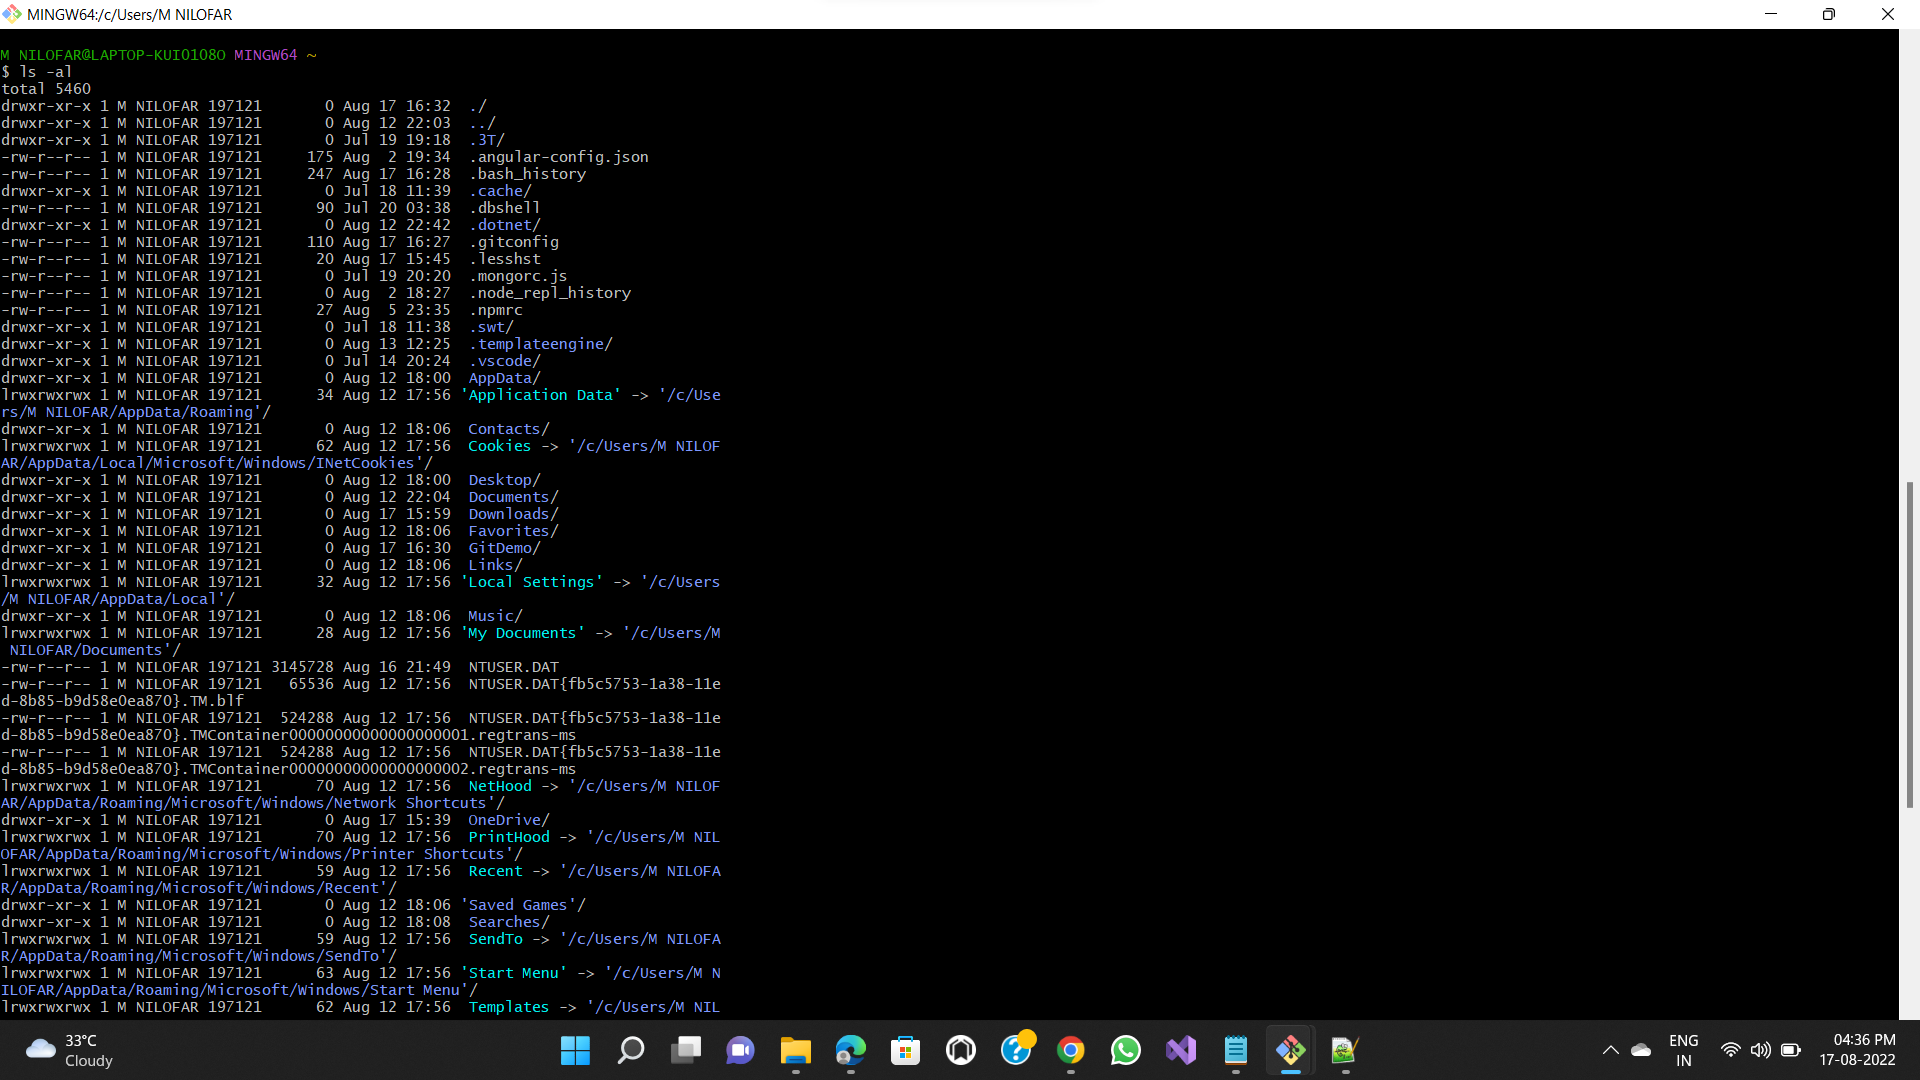 MINGW64:/c/Users/M NILOFAR
M NILOFAR@LAPTOP-KUI0108O MINGW64 ~
$ ls -al
total 5460
drwxr-xr-x 1 M NILOFAR 197121       0 Aug 17 16:32  ./
drwxr-xr-x 1 M NILOFAR 197121       0 Aug 12 22:03  ../
drwxr-xr-x 1 M NILOFAR 197121       0 Jul 19 19:18  .3T/
-rw-r--r-- 1 M NILOFAR 197121     175 Aug  2 19:34  .angular-config.json
-rw-r--r-- 1 M NILOFAR 197121     247 Aug 17 16:28  .bash_history
drwxr-xr-x 1 M NILOFAR 197121       0 Jul 18 11:39  .cache/
-rw-r--r-- 1 M NILOFAR 197121      90 Jul 20 03:38  .dbshell
drwxr-xr-x 1 M NILOFAR 197121       0 Aug 12 22:42  .dotnet/
-rw-r--r-- 1 M NILOFAR 197121     110 Aug 17 16:27  .gitconfig
-rw-r--r-- 1 M NILOFAR 197121      20 Aug 17 15:45  .lesshst
-rw-r--r-- 1 M NILOFAR 197121       0 Jul 19 20:20  .mongorc.js
-rw-r--r-- 1 M NILOFAR 197121       0 Aug  2 18:27  .node_repl_history
-rw-r--r-- 1 M NILOFAR 197121      27 Aug  5 23:35  .npmrc
drwxr-xr-x 1 M NILOFAR 197121       0 Jul 18 11:38  .swt/
drwxr-xr-x 1 M NILOFAR 197121       0 Aug 13 12:25  .templateengine/
drwxr-xr-x 1 M NILOFAR 197121       0 Jul 14 20:24  .vscode/
drwxr-xr-x 1 M NILOFAR 197121       0 Aug 12 18:00  AppData/
lrwxrwxrwx 1 M NILOFAR 197121      34 Aug 12 17:56 'Application Data' -> '/c/Use
rs/M NILOFAR/AppData/Roaming'/
drwxr-xr-x 1 M NILOFAR 197121       0 Aug 12 18:06  Contacts/
lrwxrwxrwx 1 M NILOFAR 197121      62 Aug 12 17:56  Cookies -> '/c/Users/M NILOF
AR/AppData/Local/Microsoft/Windows/INetCookies'/
drwxr-xr-x 1 M NILOFAR 197121       0 Aug 12 18:00  Desktop/
drwxr-xr-x 1 M NILOFAR 197121       0 Aug 12 22:04  Documents/
drwxr-xr-x 1 M NILOFAR 197121       0 Aug 17 15:59  Downloads/
drwxr-xr-x 1 M NILOFAR 197121       0 Aug 12 18:06  Favorites/
drwxr-xr-x 1 M NILOFAR 197121       0 Aug 17 16:30  GitDemo/
drwxr-xr-x 1 M NILOFAR 197121       0 Aug 12 18:06  Links/
lrwxrwxrwx 1 M NILOFAR 197121      32 Aug 12 17:56 'Local Settings' -> '/c/Users
/M NILOFAR/AppData/Local'/
drwxr-xr-x 1 M NILOFAR 197121       0 Aug 12 18:06  Music/
lrwxrwxrwx 1 M NILOFAR 197121      28 Aug 12 17:56 'My Documents' -> '/c/Users/M
 NILOFAR/Documents'/
-rw-r--r-- 1 M NILOFAR 197121 3145728 Aug 16 21:49  NTUSER.DAT
-rw-r--r-- 1 M NILOFAR 197121   65536 Aug 12 17:56  NTUSER.DAT{fb5c5753-1a38-11e
d-8b85-b9d58e0ea870}.TM.blf
-rw-r--r-- 1 M NILOFAR 197121  524288 Aug 12 17:56  NTUSER.DAT{fb5c5753-1a38-11e
d-8b85-b9d58e0ea870}.TMContainer00000000000000000001.regtrans-ms
-rw-r--r-- 1 M NILOFAR 197121  524288 Aug 12 17:56  NTUSER.DAT{fb5c5753-1a38-11e
d-8b85-b9d58e0ea870}.TMContainer00000000000000000002.regtrans-ms
lrwxrwxrwx 1 M NILOFAR 197121      70 Aug 12 17:56  NetHood -> '/c/Users/M NILOF
AR/AppData/Roaming/Microsoft/Windows/Network Shortcuts'/
drwxr-xr-x 1 M NILOFAR 197121       0 Aug 17 15:39  OneDrive/
lrwxrwxrwx 1 M NILOFAR 197121      70 Aug 12 17:56  PrintHood -> '/c/Users/M NIL
OFAR/AppData/Roaming/Microsoft/Windows/Printer Shortcuts'/
lrwxrwxrwx 1 M NILOFAR 197121      59 Aug 12 17:56  Recent -> '/c/Users/M NILOFA
R/AppData/Roaming/Microsoft/Windows/Recent'/
drwxr-xr-x 1 M NILOFAR 197121       0 Aug 12 18:06 'Saved Games'/
drwxr-xr-x 1 M NILOFAR 197121       0 Aug 12 18:08  Searches/
lrwxrwxrwx 1 M NILOFAR 197121      59 Aug 12 17:56  SendTo -> '/c/Users/M NILOFA
R/AppData/Roaming/Microsoft/Windows/SendTo'/
lrwxrwxrwx 1 M NILOFAR 197121      63 Aug 12 17:56 'Start Menu' -> '/c/Users/M N
ILOFAR/AppData/Roaming/Microsoft/Windows/Start Menu'/
lrwxrwxrwx 1 M NILOFAR 197121      62 Aug 12 17:56  Templates -> '/c/Users/M NIL
33°C
Cloudy
ENG
IN
04:36 PM
17-08-2022